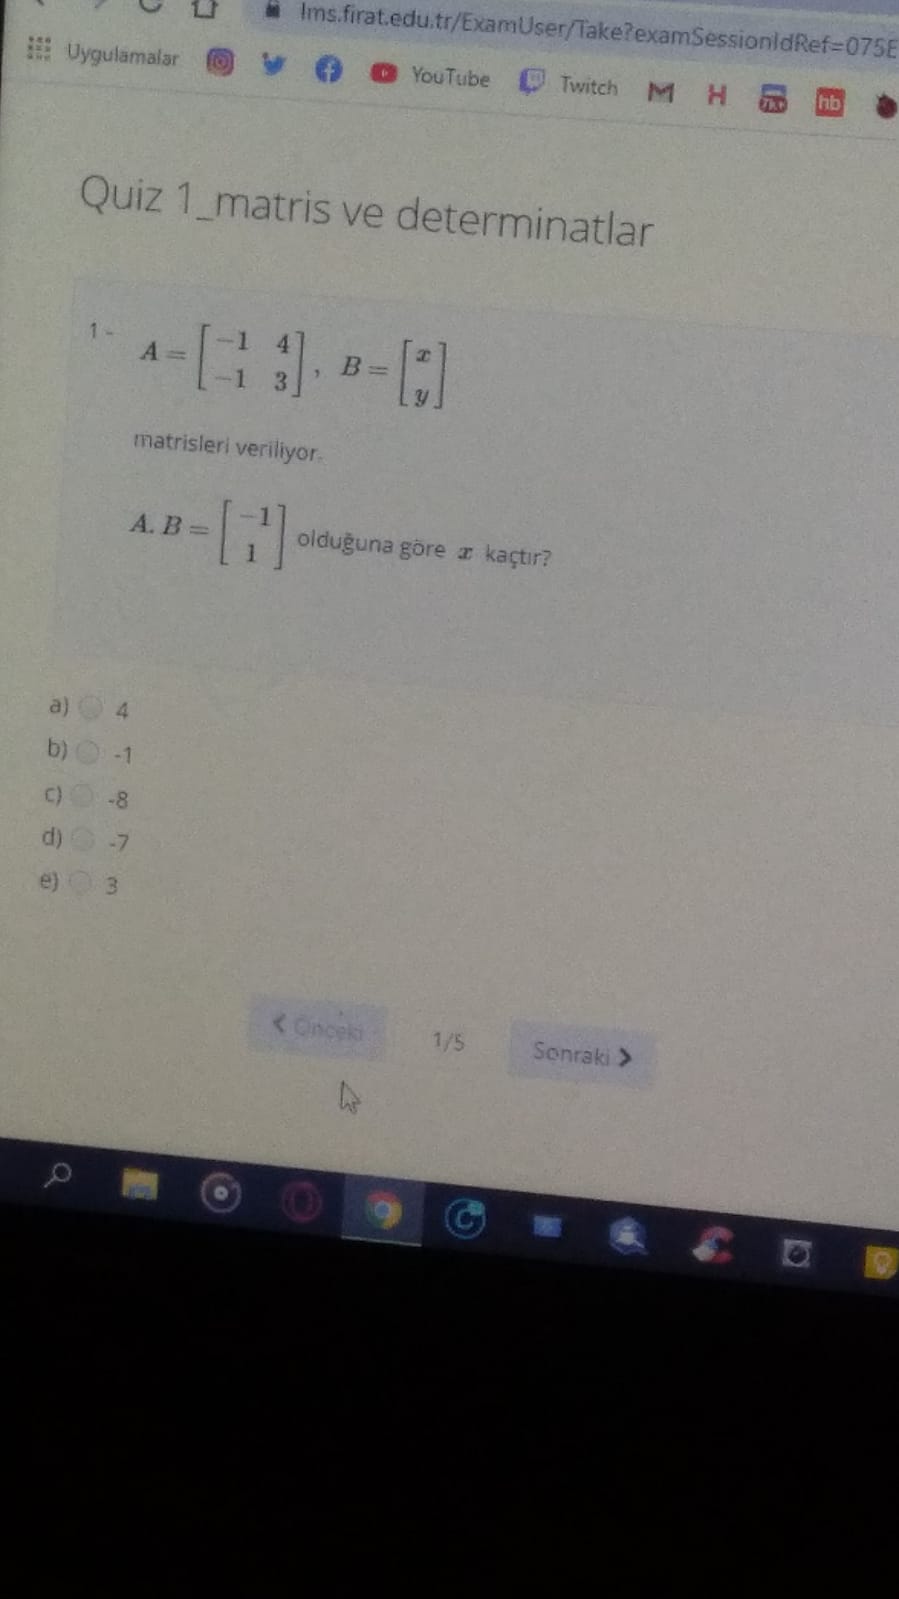 lms.firat.edu.tr/ExamUser/Take?examSessionIdRef=075E
Uygulamalar YouTube Twitch hb
Quiz 1_matris ve determinatlar
1 - A = [−1 4; −1 3], B = [x; y]
matrisleri veriliyor.
A. B = [−1; 1] olduğuna göre x kaçtır?
a) 4
b) -1
c) -8
d) -7
e) 3
Önceki 1/5 Sonraki